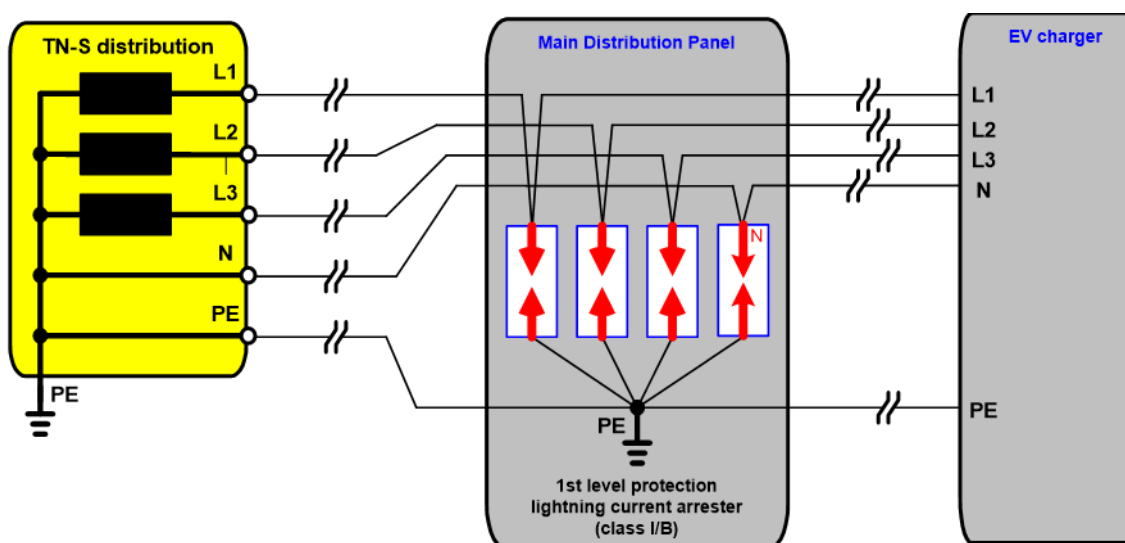 TN-S distribution
L1
L2
L3
N
PE
PE
Main Distribution Panel
N
PE
1st level protection
lightning current arrester
(class I/B)
EV charger
L1
L2
L3
N
PE